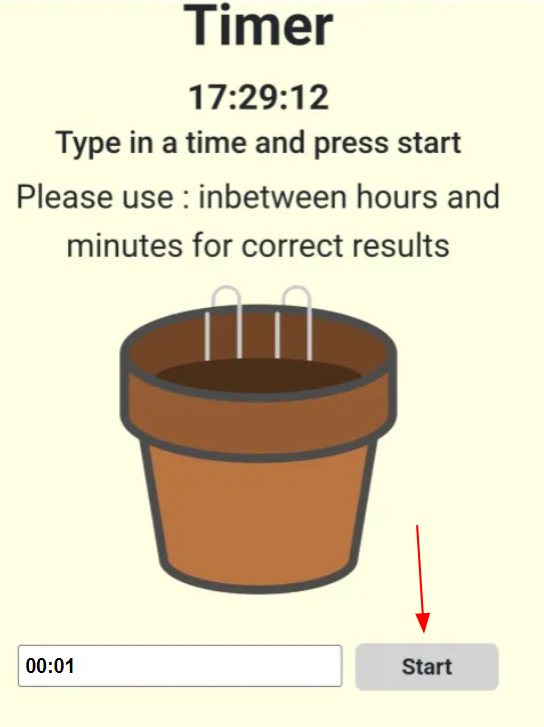 Timer
17:29:12
Type in a time and press start
Please use : inbetween hours and
minutes for correct results
00:01
Start